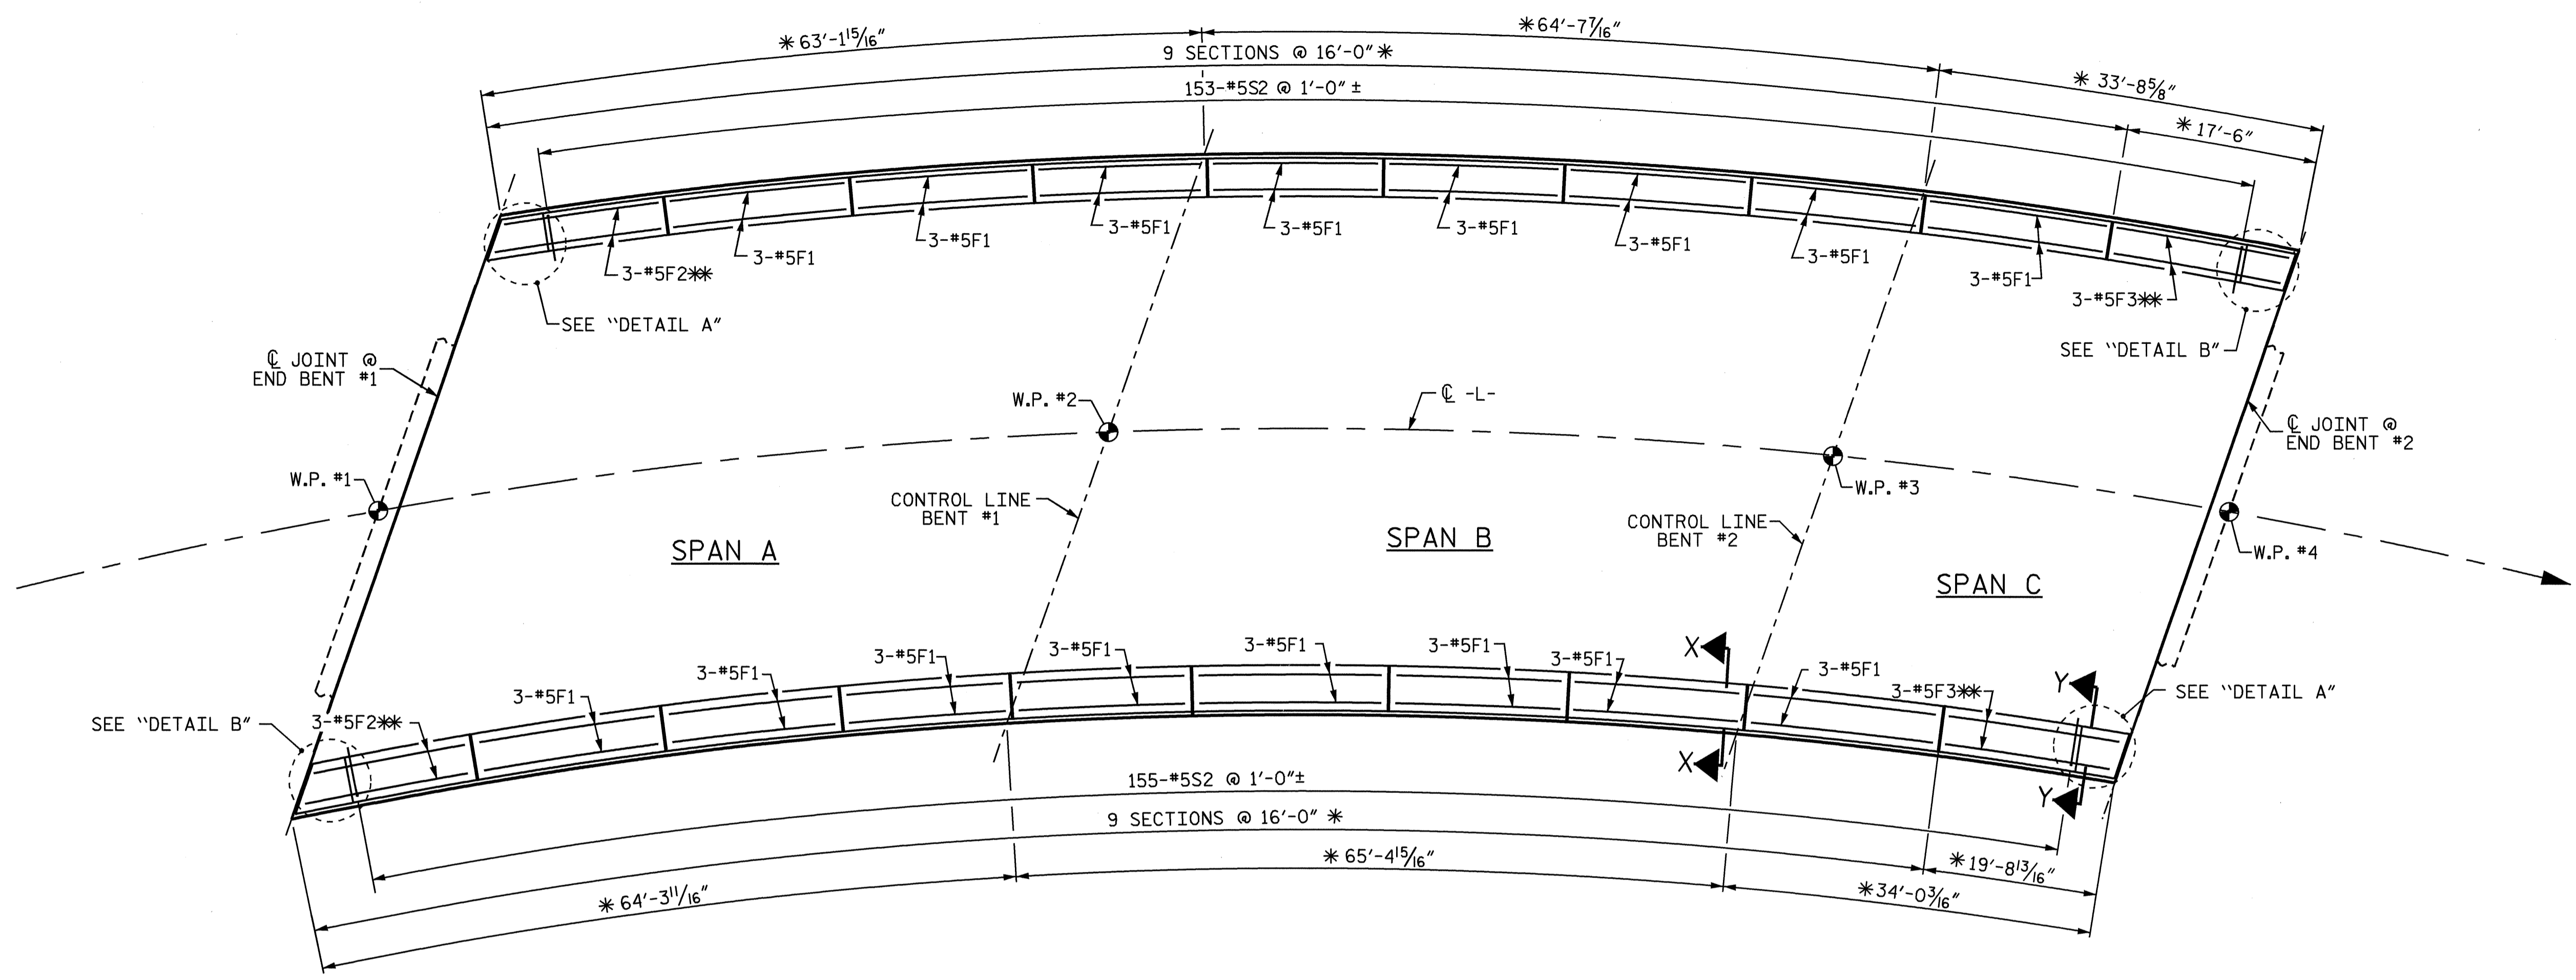 ✳ 63'-1 15/16"
✳ 64'-7 7/16"
9 SECTIONS @ 16'-0" ✳
✳ 33'-8 5/8"
153-#5S2 @ 1'-0" ±
✳ 17'-6"
3-#5F2✳✳
3-#5F1
3-#5F1
3-#5F1
3-#5F1
3-#5F1
3-#5F1
3-#5F1
3-#5F1
3-#5F3✳✳
SEE "DETAIL A"
SEE "DETAIL B"
℄ JOINT @
END BENT #1
W.P. #2
℄ -L-
℄ JOINT @
END BENT #2
W.P. #1
W.P. #3
CONTROL LINE
BENT #1
CONTROL LINE
BENT #2
W.P. #4
SPAN A
SPAN B
SPAN C
SEE "DETAIL B"
3-#5F2✳✳
3-#5F1
3-#5F1
3-#5F1
3-#5F1
3-#5F1
3-#5F1
3-#5F1
X
3-#5F1
3-#5F3✳✳
Y
SEE "DETAIL A"
X
Y
155-#5S2 @ 1'-0"±
9 SECTIONS @ 16'-0" ✳
✳ 65'-4 15/16"
✳ 19'-8 13/16"
✳ 64'-3 11/16"
✳ 34'-0 3/16"